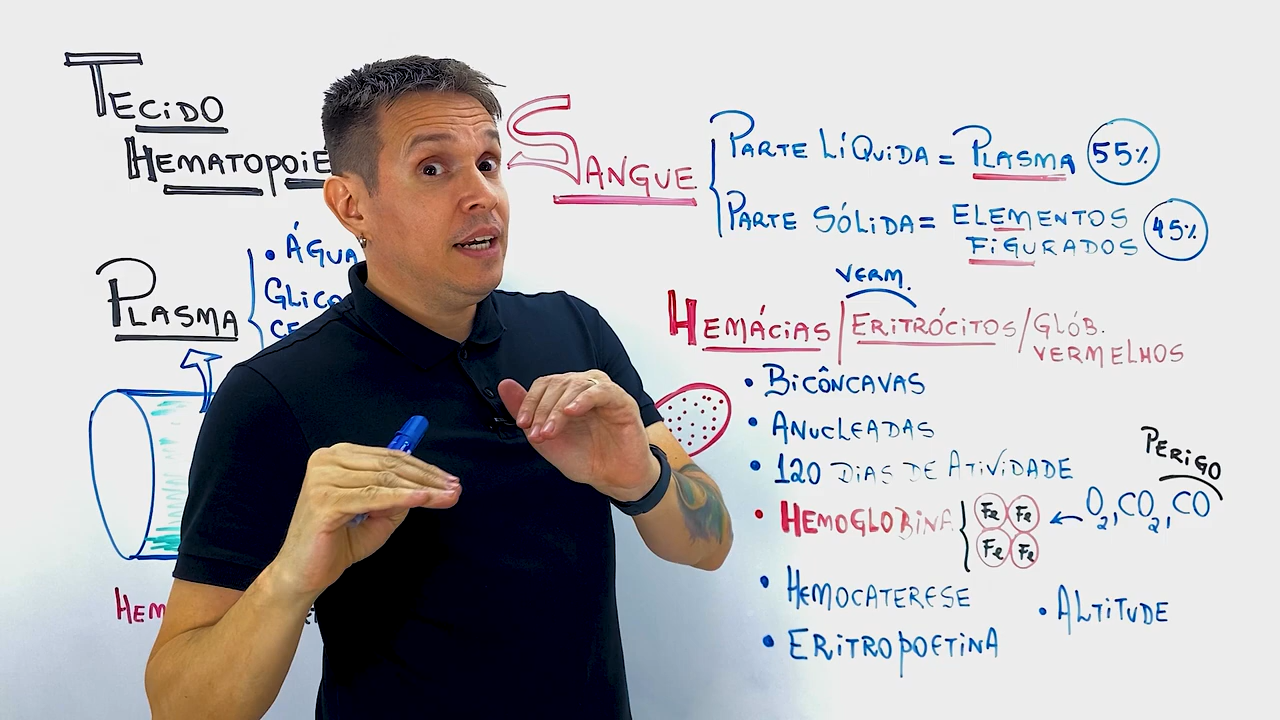 TECIDO
HEMATOPOIE
SANGUE
PARTE LÍQUIDA = PLASMA 55%
PARTE SÓLIDA = ELEMENTOS FIGURADOS 45%
PLASMA
• ÁGUA
GLICO
CE
VERM.
HEMÁCIAS / ERITRÓCITOS / GLÓB. VERMELHOS
• BICÔNCAVAS
• ANUCLEADAS
• 120 DIAS DE ATIVIDADE
• HEMOGLOBINA { Fe Fe Fe Fe ← O2, CO2, CO
PERIGO
• HEMOCATERESE
• ERITROPOETINA
• ALTITUDE
HEM